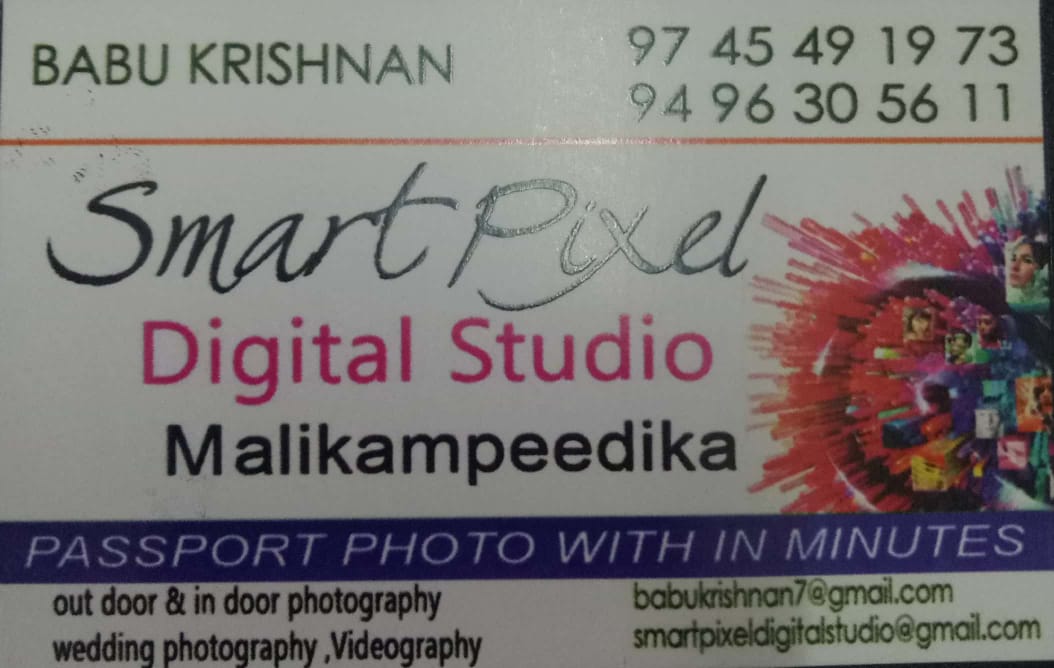 BABU KRISHNAN
97 45 49 19 73
94 96 30 56 11
Smart Pixel
Digital Studio
Malikampeedika
PASSPORT PHOTO WITH IN MINUTES
out door & in door photography
wedding photography ,Videography
babukrishnan7@gmail.com
smartpixeldigitalstudio@gmail.com